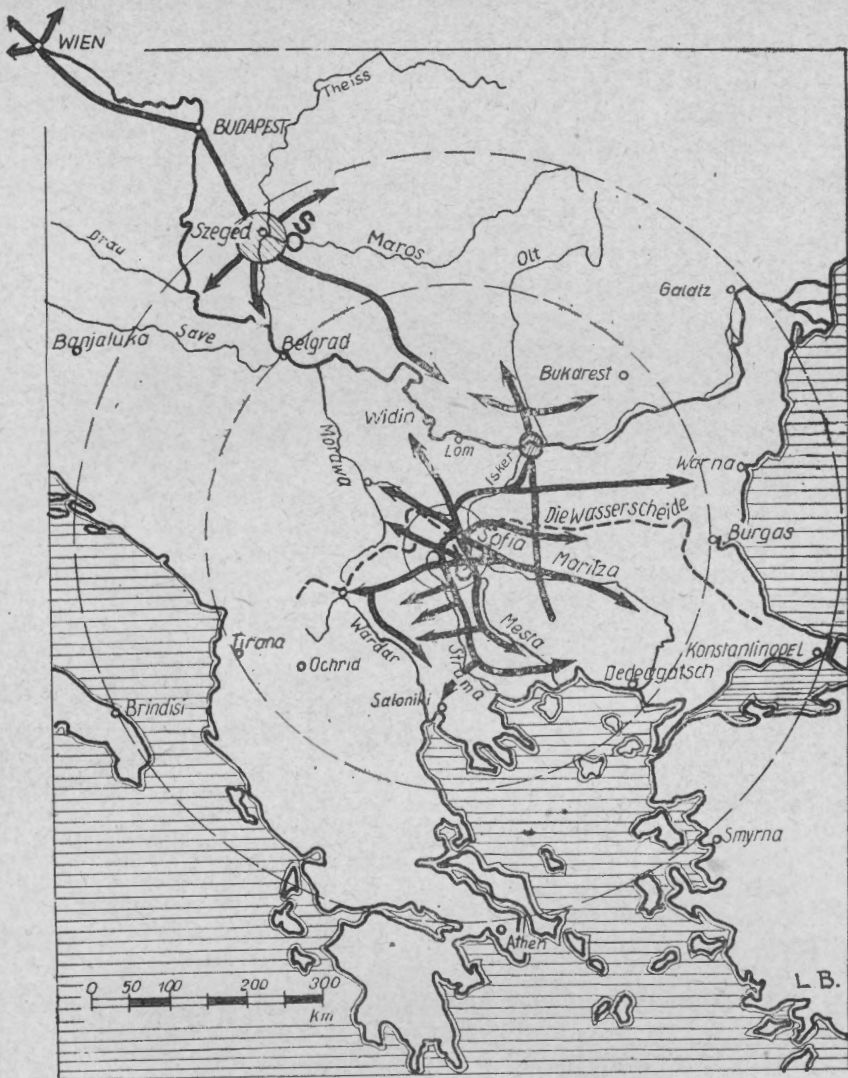 WIEN
Theiss
BUDAPEST
Szeged
S
Maros
Drau
Olt
Galatz
Save
Banjaluka
Belgrad
Bukarest
Widin
Lom
Morawa
Isker
Warna
Die Wasserscheide
Sofia
Burgas
Maritza
Wardar
Mesta
Struma
Tirana
Ochrid
Konstantinopel
Dedeagatsch
Saloniki
Brindisi
Smyrna
Athen
L B.
0 50 100 200 300
km